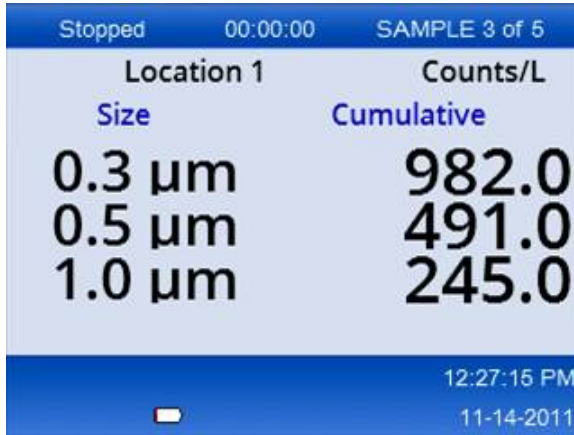 Stopped 00:00:00 SAMPLE 3 of 5
Location 1 Counts/L
Size Cumulative
0.3 µm 982.0
0.5 µm 491.0
1.0 µm 245.0
12:27:15 PM
11-14-2011